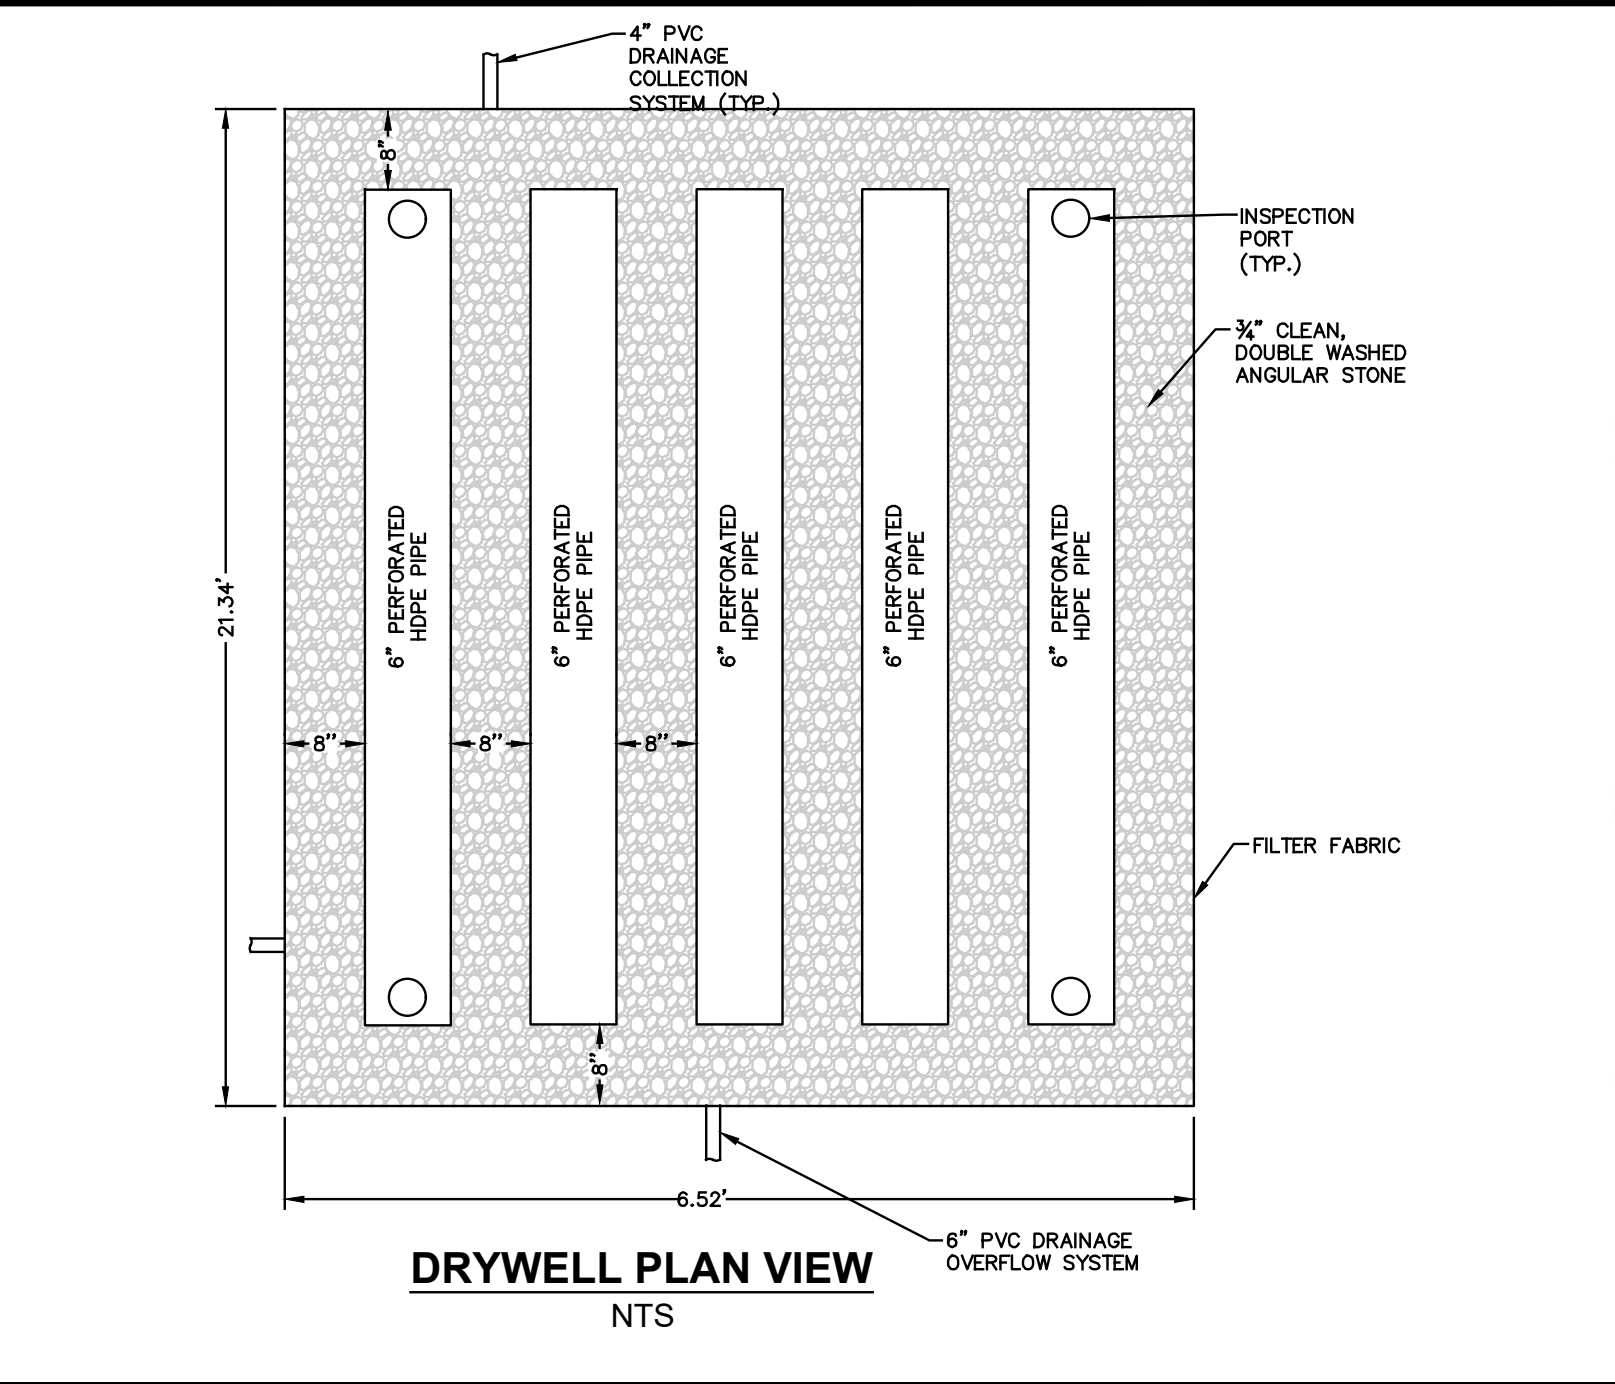 4" PVC
DRAINAGE
COLLECTION
SYSTEM (TYP.)
8"
INSPECTION
PORT
(TYP.)
¾" CLEAN,
DOUBLE WASHED
ANGULAR STONE
6" PERFORATED
HDPE PIPE
6" PERFORATED
HDPE PIPE
6" PERFORATED
HDPE PIPE
6" PERFORATED
HDPE PIPE
6" PERFORATED
HDPE PIPE
21.34'
8"
8"
8"
FILTER FABRIC
8"
6.52'
6" PVC DRAINAGE
OVERFLOW SYSTEM
DRYWELL PLAN VIEW
NTS